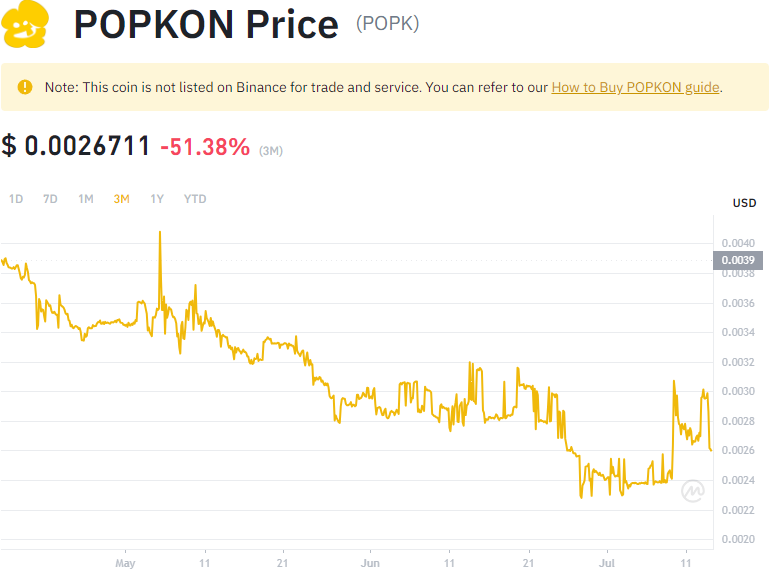 POPKON Price (POPK)
Note: This coin is not listed on Binance for trade and service. You can refer to our How to Buy POPKON guide.
$ 0.0026711 -51.38% (3M)
1D 7D 1M 3M 1Y YTD
USD
0.0040
0.0039
0.0038
0.0036
0.0034
0.0032
0.0030
0.0028
0.0026
0.0024
0.0022
0.0020
May 11 21 Jun 11 21 Jul 11